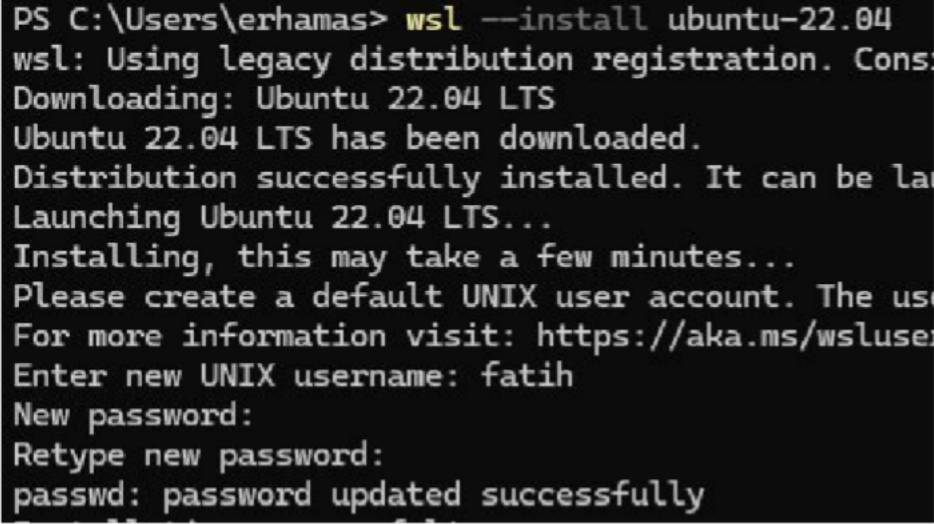 PS C:\Users\erhamas> wsl --install ubuntu-22.04
wsl: Using legacy distribution registration. Cons
Downloading: Ubuntu 22.04 LTS
Ubuntu 22.04 LTS has been downloaded.
Distribution successfully installed. It can be la
Launching Ubuntu 22.04 LTS...
Installing, this may take a few minutes...
Please create a default UNIX user account. The use
For more information visit: https://aka.ms/wsluser
Enter new UNIX username: fatih
New password:
Retype new password:
passwd: password updated successfully